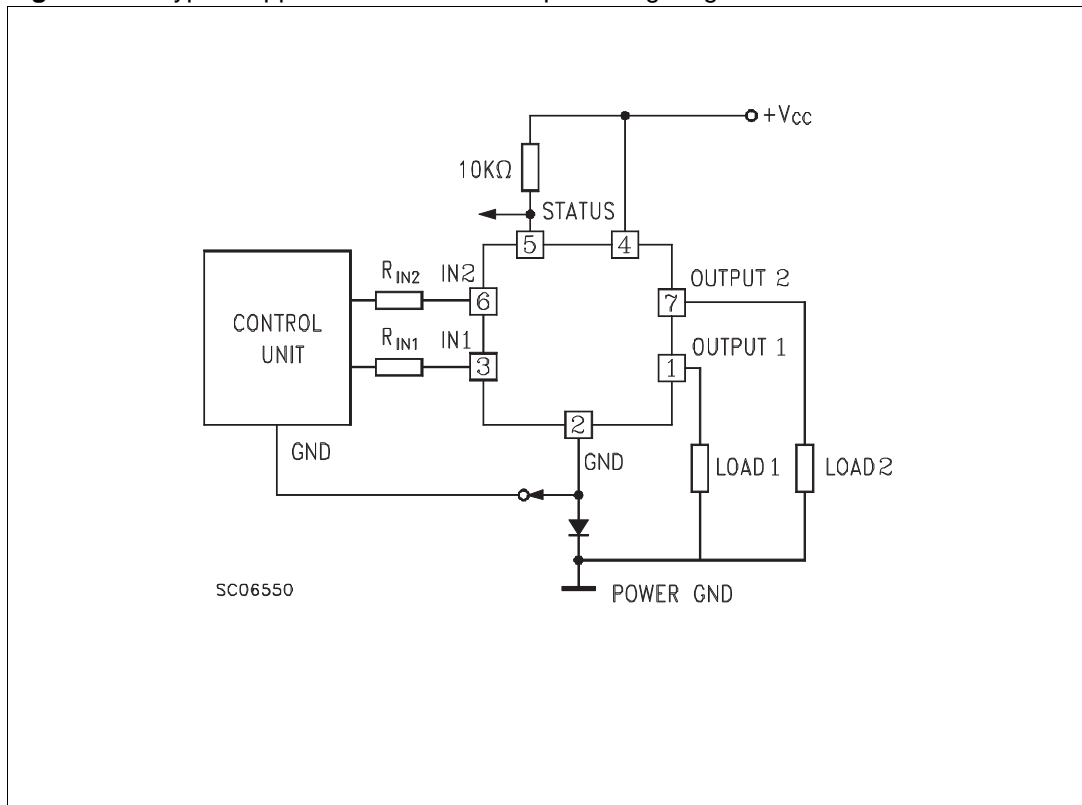 +VCC
10KΩ
STATUS
5
4
RIN2
IN2
6
OUTPUT 2
7
CONTROL
UNIT
RIN1
IN1
3
OUTPUT 1
1
2
GND
GND
LOAD 1
LOAD 2
SC06550
POWER GND